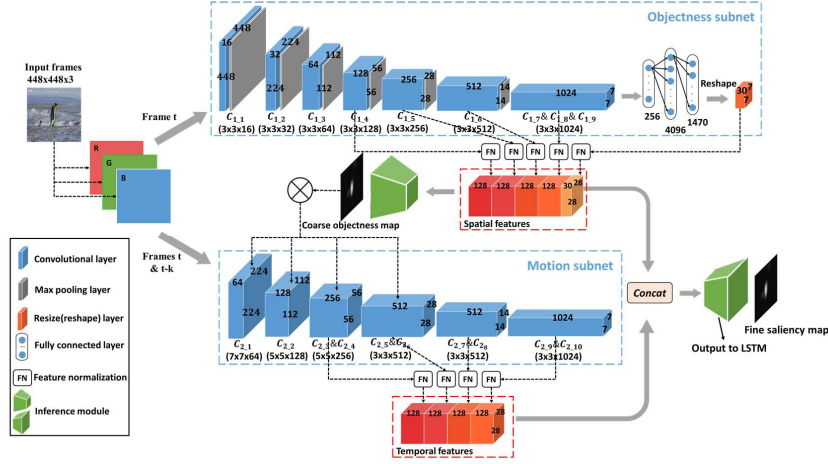 Objectness subnet
Input frames
448x448x3
16
448
448
32
224
224
64
112
112
128
56
56
256
28
28
512
14
14
1024
7
7
256
4096
1470
Reshape
30
7
7
C1_1
(3x3x16)
C1_2
(3x3x32)
C1_3
(3x3x64)
C1_4
(3x3x128)
C1_5
(3x3x256)
C1_6
(3x3x512)
C1_7& C1_8& C1_9
(3x3x1024)
Frame t
R
G
B
FN
FN
FN
FN
FN
128
128
128
128
30
28
28
Spatial features
Coarse objectness map
Frames t
& t-k
Motion subnet
64
224
224
128
112
112
256
56
56
512
28
28
512
14
14
1024
7
7
C2_1
(7x7x64)
C2_2
(5x5x128)
C2_3&C2_4
(5x5x256)
C2_5&C2_6
(3x3x512)
C2_7&C2_8
(3x3x512)
C2_9&C2_10
(3x3x1024)
FN
FN
FN
FN
128
128
128
128
28
28
Temporal features
Concat
Fine saliency map
Output to LSTM
Convolutional layer
Max pooling layer
Resize(reshape) layer
Fully connected layer
FN
Feature normalization
Inference module